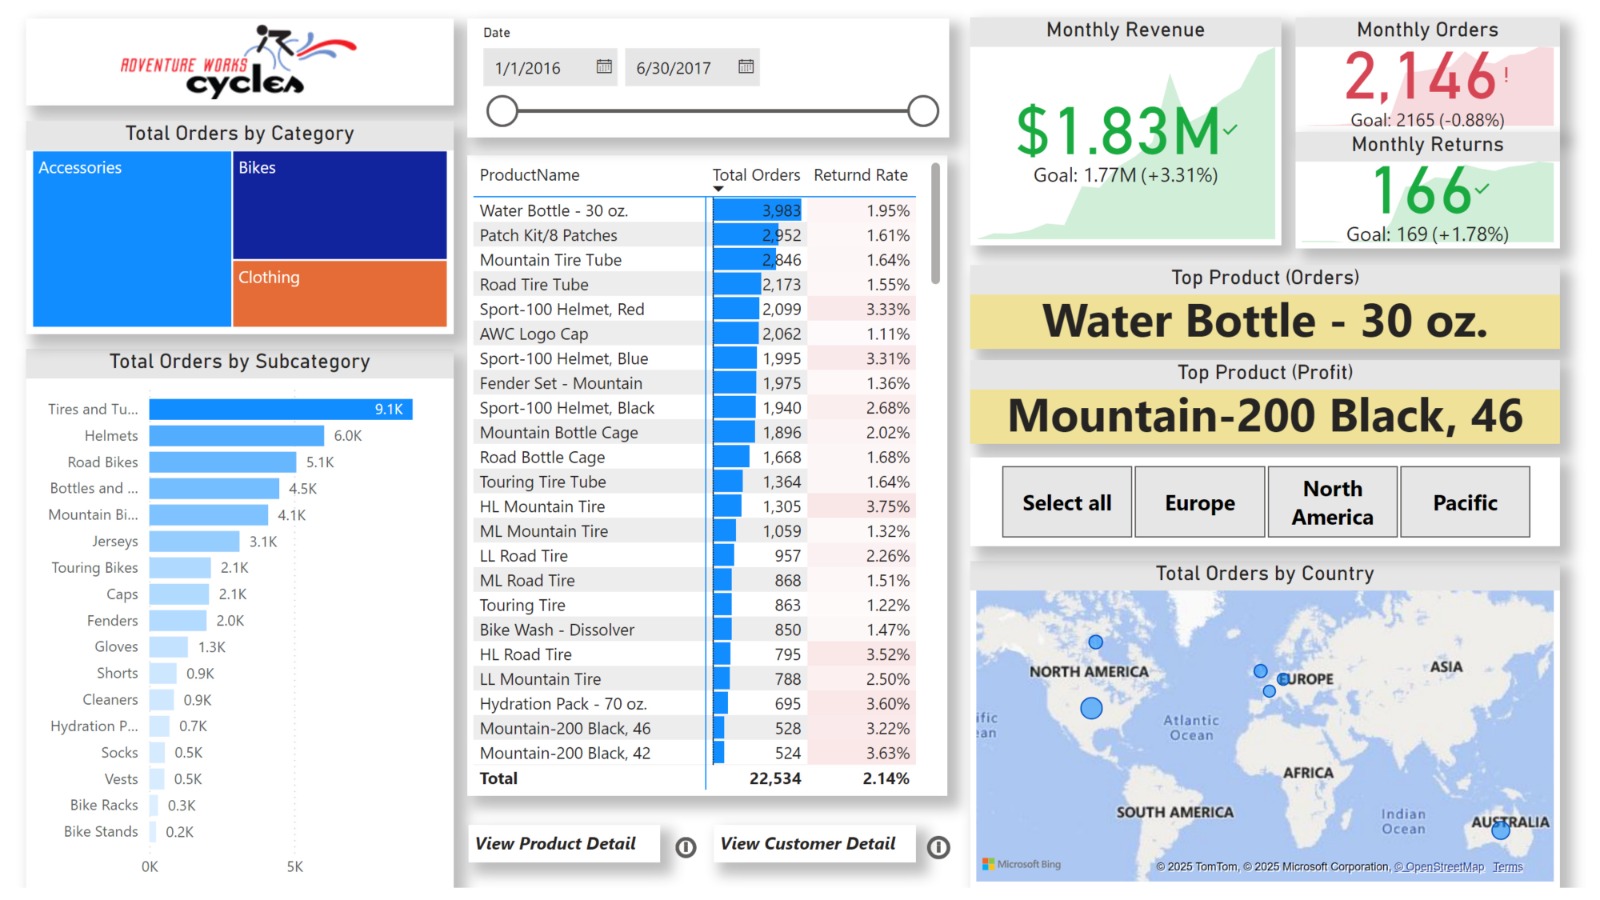 ADVENTURE WORKS
cycles
Total Orders by Category
Accessories
Bikes
Clothing
Total Orders by Subcategory
Tires and Tu... 9.1K
Helmets 6.0K
Road Bikes 5.1K
Bottles and ... 4.5K
Mountain Bi... 4.1K
Jerseys 3.1K
Touring Bikes 2.1K
Caps 2.1K
Fenders 2.0K
Gloves 1.3K
Shorts 0.9K
Cleaners 0.9K
Hydration P... 0.7K
Socks 0.5K
Vests 0.5K
Bike Racks 0.3K
Bike Stands 0.2K
0K 5K
Date
1/1/2016 6/30/2017
ProductName Total Orders Returnd Rate
Water Bottle - 30 oz. 3,983 1.95%
Patch Kit/8 Patches 2,952 1.61%
Mountain Tire Tube 2,846 1.64%
Road Tire Tube 2,173 1.55%
Sport-100 Helmet, Red 2,099 3.33%
AWC Logo Cap 2,062 1.11%
Sport-100 Helmet, Blue 1,995 3.31%
Fender Set - Mountain 1,975 1.36%
Sport-100 Helmet, Black 1,940 2.68%
Mountain Bottle Cage 1,896 2.02%
Road Bottle Cage 1,668 1.68%
Touring Tire Tube 1,364 1.64%
HL Mountain Tire 1,305 3.75%
ML Mountain Tire 1,059 1.32%
LL Road Tire 957 2.26%
ML Road Tire 868 1.51%
Touring Tire 863 1.22%
Bike Wash - Dissolver 850 1.47%
HL Road Tire 795 3.52%
LL Mountain Tire 788 2.50%
Hydration Pack - 70 oz. 695 3.60%
Mountain-200 Black, 46 528 3.22%
Mountain-200 Black, 42 524 3.63%
Total 22,534 2.14%
View Product Detail
View Customer Detail
Monthly Revenue
$1.83M
Goal: 1.77M (+3.31%)
Monthly Orders
2,146!
Goal: 2165 (-0.88%)
Monthly Returns
166
Goal: 169 (+1.78%)
Top Product (Orders)
Water Bottle - 30 oz.
Top Product (Profit)
Mountain-200 Black, 46
Select all
Europe
North
America
Pacific
Total Orders by Country
NORTH AMERICA
EUROPE
ASIA
ific
an
Atlantic
Ocean
AFRICA
SOUTH AMERICA
Indian
Ocean
AUSTRALIA
Microsoft Bing
© 2025 TomTom, © 2025 Microsoft Corporation, © OpenStreetMap Terms